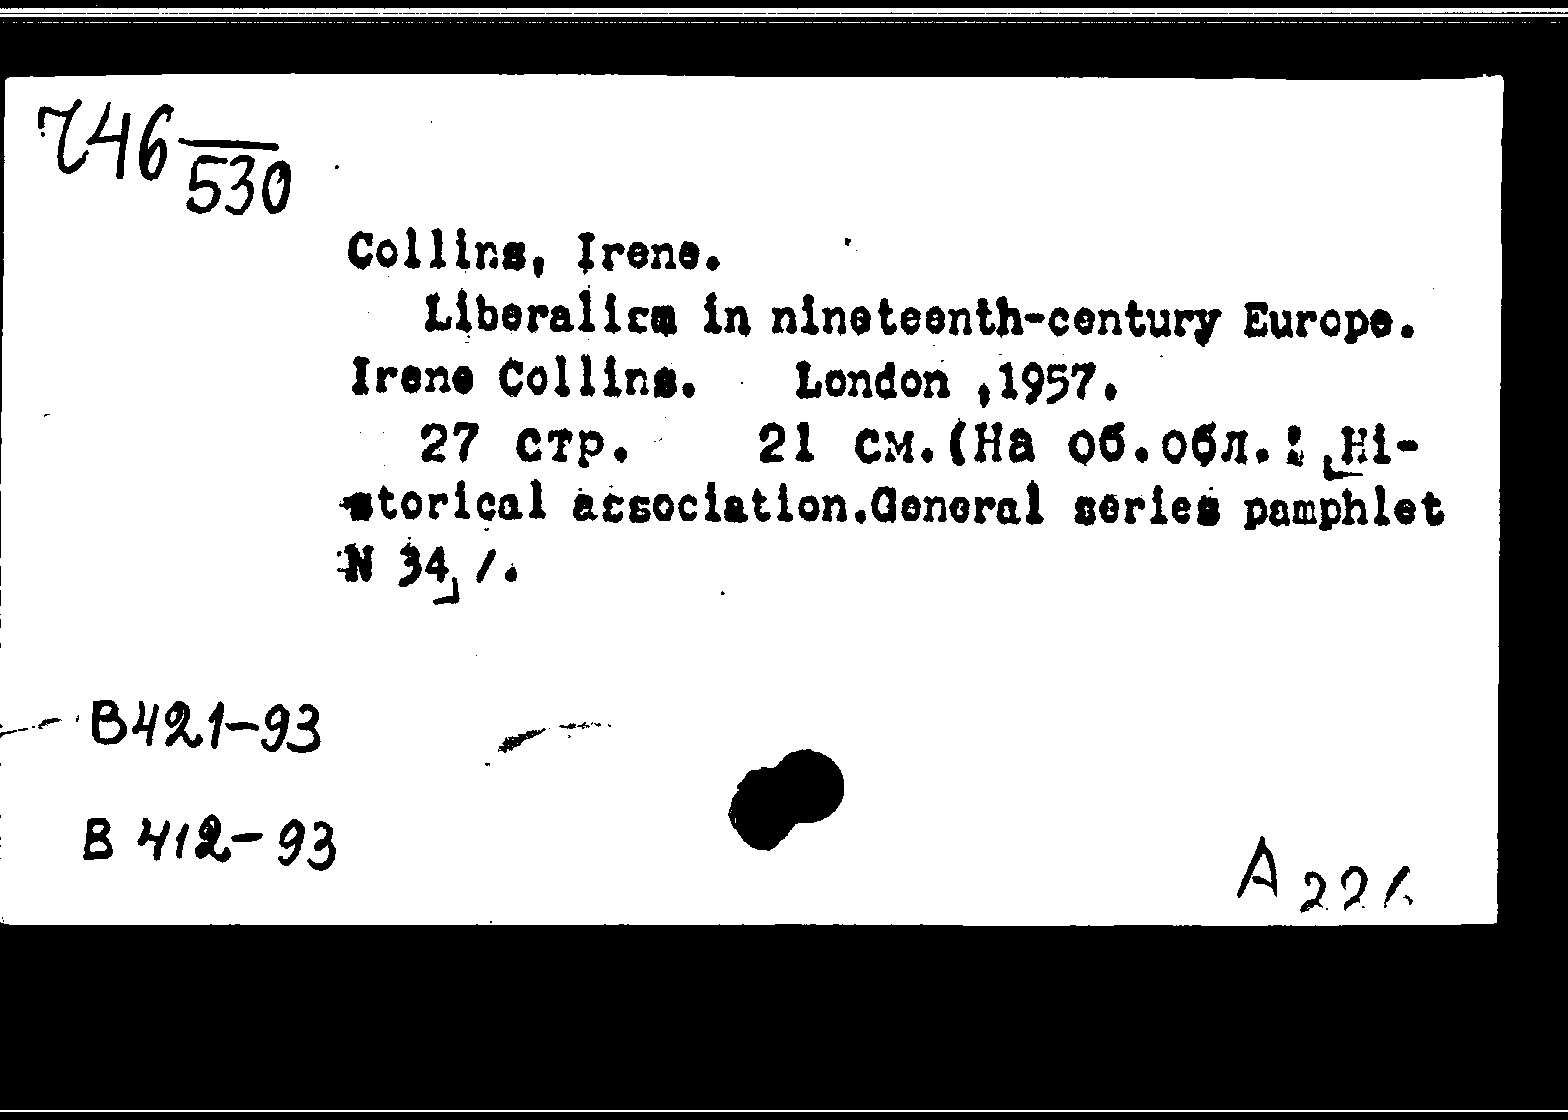 746
530
Collins, Irene.
Liberalism in nineteenth-century Europe.
Irene Collins. London ,1957.
27 стр. 21 см.(На об.обл.: Hi-
storical association.General series pamphlet
N 34 /.
B421-93
B 412-93
A 226